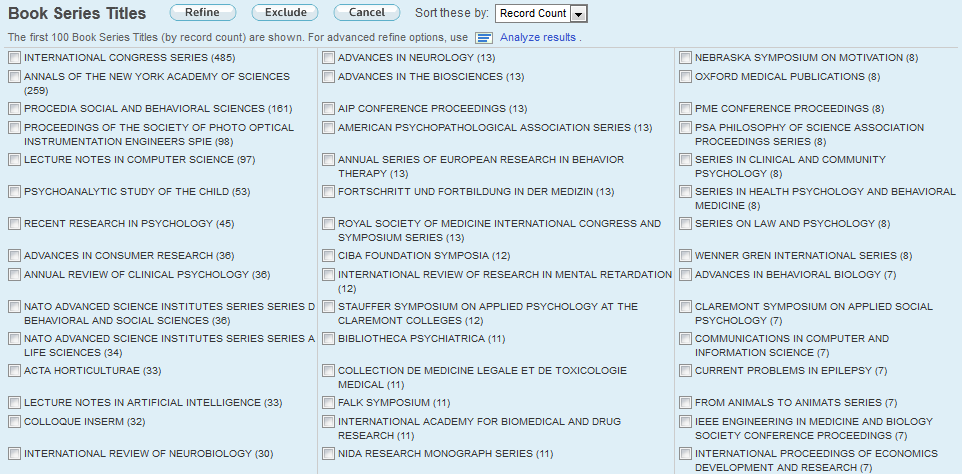 Book Series Titles Refine Exclude Cancel Sort these by: Record Count
The first 100 Book Series Titles (by record count) are shown. For advanced refine options, use Analyze results .
INTERNATIONAL CONGRESS SERIES (485)
ANNALS OF THE NEW YORK ACADEMY OF SCIENCES
(259)
PROCEDIA SOCIAL AND BEHAVIORAL SCIENCES (161)
PROCEEDINGS OF THE SOCIETY OF PHOTO OPTICAL
INSTRUMENTATION ENGINEERS SPIE (98)
LECTURE NOTES IN COMPUTER SCIENCE (97)
PSYCHOANALYTIC STUDY OF THE CHILD (53)
RECENT RESEARCH IN PSYCHOLOGY (45)
ADVANCES IN CONSUMER RESEARCH (36)
ANNUAL REVIEW OF CLINICAL PSYCHOLOGY (36)
NATO ADVANCED SCIENCE INSTITUTES SERIES SERIES D
BEHAVIORAL AND SOCIAL SCIENCES (36)
NATO ADVANCED SCIENCE INSTITUTES SERIES SERIES A
LIFE SCIENCES (34)
ACTA HORTICULTURAE (33)
LECTURE NOTES IN ARTIFICIAL INTELLIGENCE (33)
COLLOQUE INSERM (32)
INTERNATIONAL REVIEW OF NEUROBIOLOGY (30)
ADVANCES IN NEUROLOGY (13)
ADVANCES IN THE BIOSCIENCES (13)
AIP CONFERENCE PROCEEDINGS (13)
AMERICAN PSYCHOPATHOLOGICAL ASSOCIATION SERIES (13)
ANNUAL SERIES OF EUROPEAN RESEARCH IN BEHAVIOR
THERAPY (13)
FORTSCHRITT UND FORTBILDUNG IN DER MEDIZIN (13)
ROYAL SOCIETY OF MEDICINE INTERNATIONAL CONGRESS AND
SYMPOSIUM SERIES (13)
CIBA FOUNDATION SYMPOSIA (12)
INTERNATIONAL REVIEW OF RESEARCH IN MENTAL RETARDATION
(12)
STAUFFER SYMPOSIUM ON APPLIED PSYCHOLOGY AT THE
CLAREMONT COLLEGES (12)
BIBLIOTHECA PSYCHIATRICA (11)
COLLECTION DE MEDICINE LEGALE ET DE TOXICOLOGIE
MEDICAL (11)
FALK SYMPOSIUM (11)
INTERNATIONAL ACADEMY FOR BIOMEDICAL AND DRUG
RESEARCH (11)
NIDA RESEARCH MONOGRAPH SERIES (11)
NEBRASKA SYMPOSIUM ON MOTIVATION (8)
OXFORD MEDICAL PUBLICATIONS (8)
PME CONFERENCE PROCEEDINGS (8)
PSA PHILOSOPHY OF SCIENCE ASSOCIATION
PROCEEDINGS SERIES (8)
SERIES IN CLINICAL AND COMMUNITY
PSYCHOLOGY (8)
SERIES IN HEALTH PSYCHOLOGY AND BEHAVIORAL
MEDICINE (8)
SERIES ON LAW AND PSYCHOLOGY (8)
WENNER GREN INTERNATIONAL SERIES (8)
ADVANCES IN BEHAVIORAL BIOLOGY (7)
CLAREMONT SYMPOSIUM ON APPLIED SOCIAL
PSYCHOLOGY (7)
COMMUNICATIONS IN COMPUTER AND
INFORMATION SCIENCE (7)
CURRENT PROBLEMS IN EPILEPSY (7)
FROM ANIMALS TO ANIMATS SERIES (7)
IEEE ENGINEERING IN MEDICINE AND BIOLOGY
SOCIETY CONFERENCE PROCEEDINGS (7)
INTERNATIONAL PROCEEDINGS OF ECONOMICS
DEVELOPMENT AND RESEARCH (7)